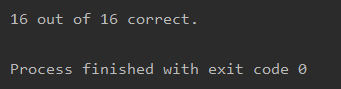 16 out of 16 correct.
Process finished with exit code 0